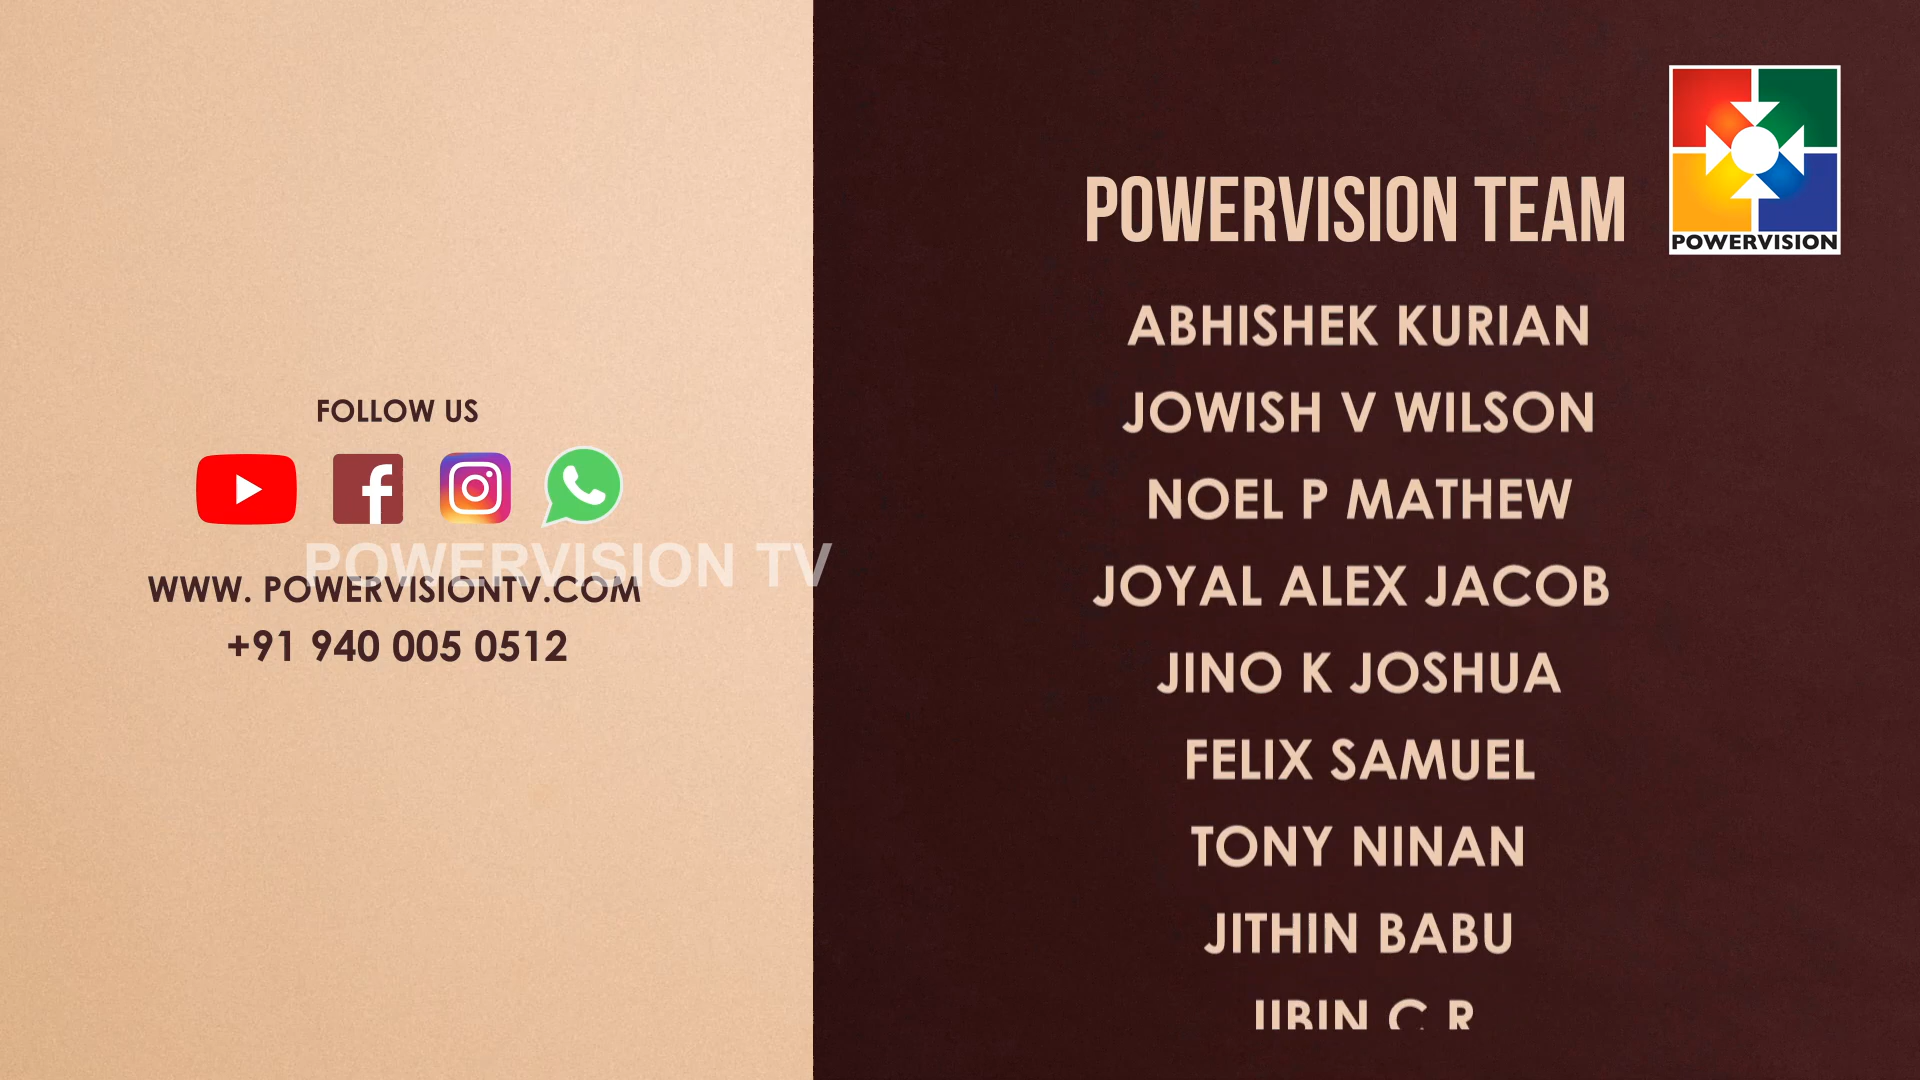 FOLLOW US
POWERVISION TV
WWW. POWERVISIONTV.COM
+91 940 005 0512
POWERVISION TEAM
POWERVISION
ABHISHEK KURIAN
JOWISH V WILSON
NOEL P MATHEW
JOYAL ALEX JACOB
JINO K JOSHUA
FELIX SAMUEL
TONY NINAN
JITHIN BABU